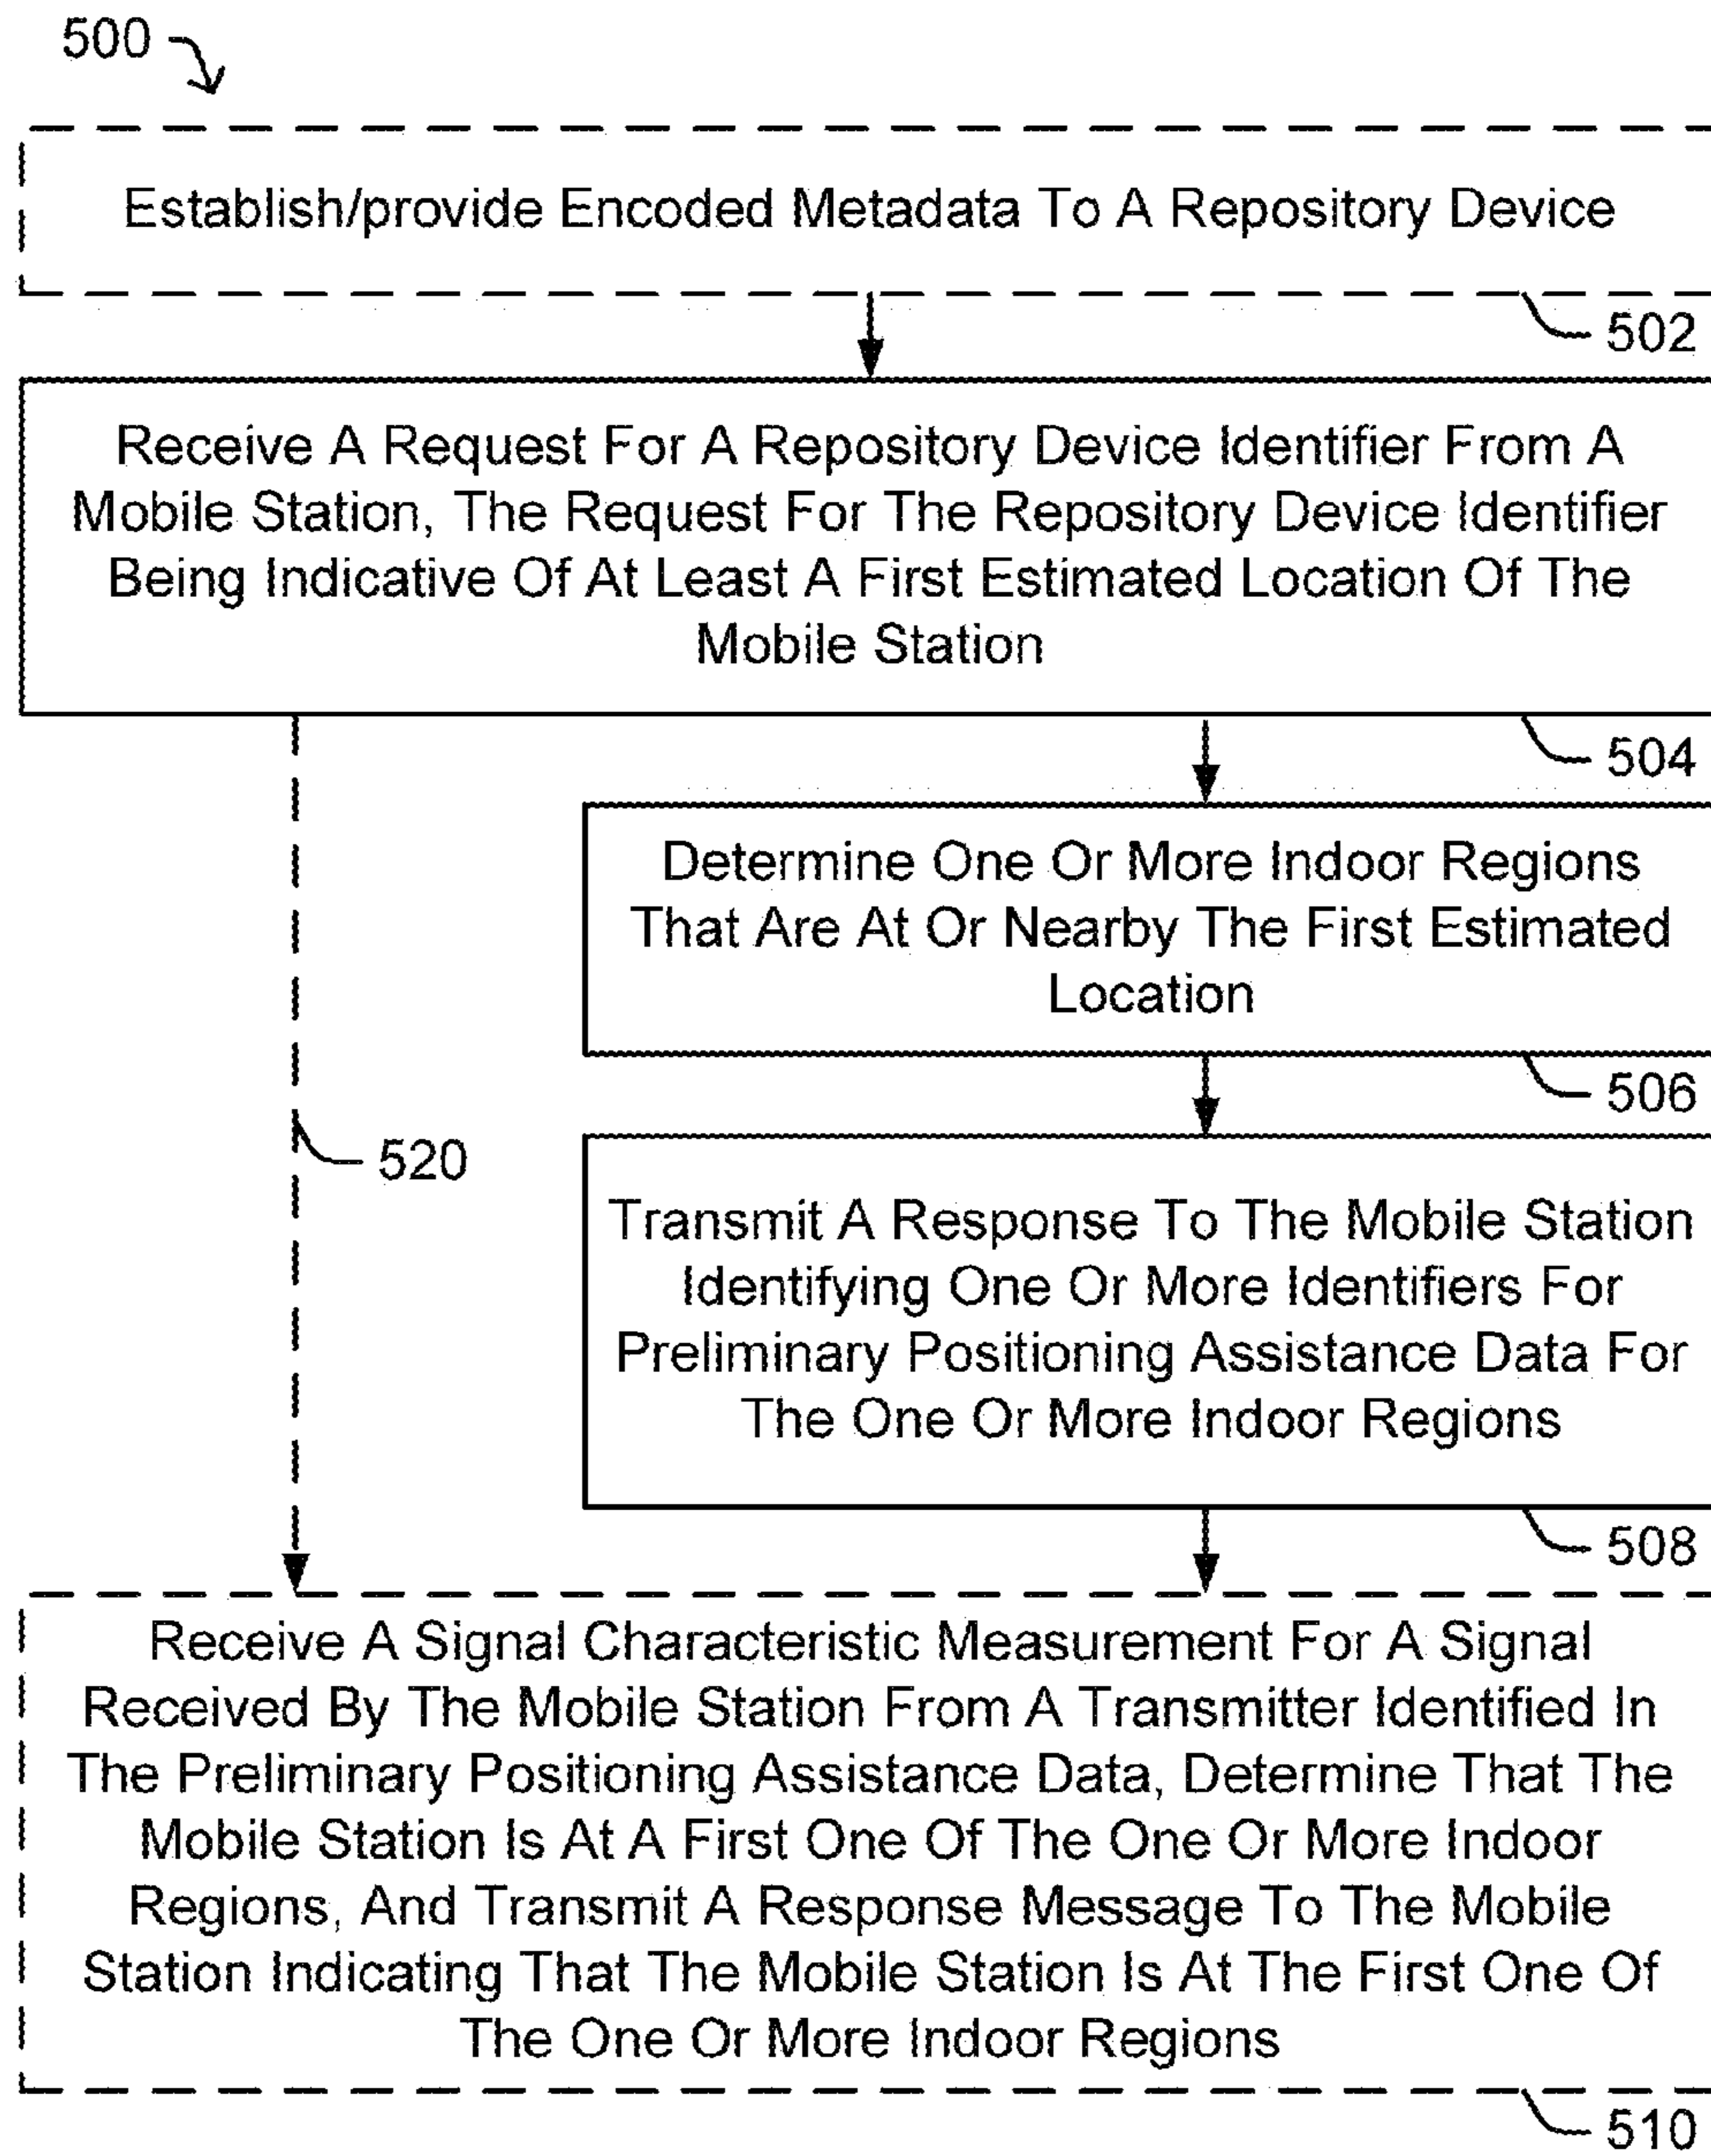 500
Establish/provide Encoded Metadata To A Repository Device
502
Receive A Request For A Repository Device Identifier From A
Mobile Station, The Request For The Repository Device Identifier
Being Indicative Of At Least A First Estimated Location Of The
Mobile Station
504
Determine One Or More Indoor Regions
That Are At Or Nearby The First Estimated
Location
506
520
Transmit A Response To The Mobile Station
Identifying One Or More Identifiers For
Preliminary Positioning Assistance Data For
The One Or More Indoor Regions
508
Receive A Signal Characteristic Measurement For A Signal
Received By The Mobile Station From A Transmitter Identified In
The Preliminary Positioning Assistance Data, Determine That The
Mobile Station Is At A First One Of The One Or More Indoor
Regions, And Transmit A Response Message To The Mobile
Station Indicating That The Mobile Station Is At The First One Of
The One Or More Indoor Regions
510